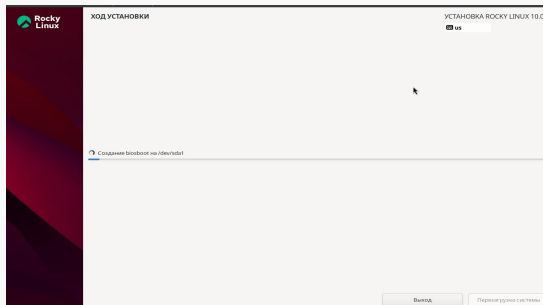 Rocky
Linux
ХОД УСТАНОВКИ
УСТАНОВКА ROCKY LINUX 10.0
us
Создание biosboot на /dev/sda1
Выход
Перезагрузка системы